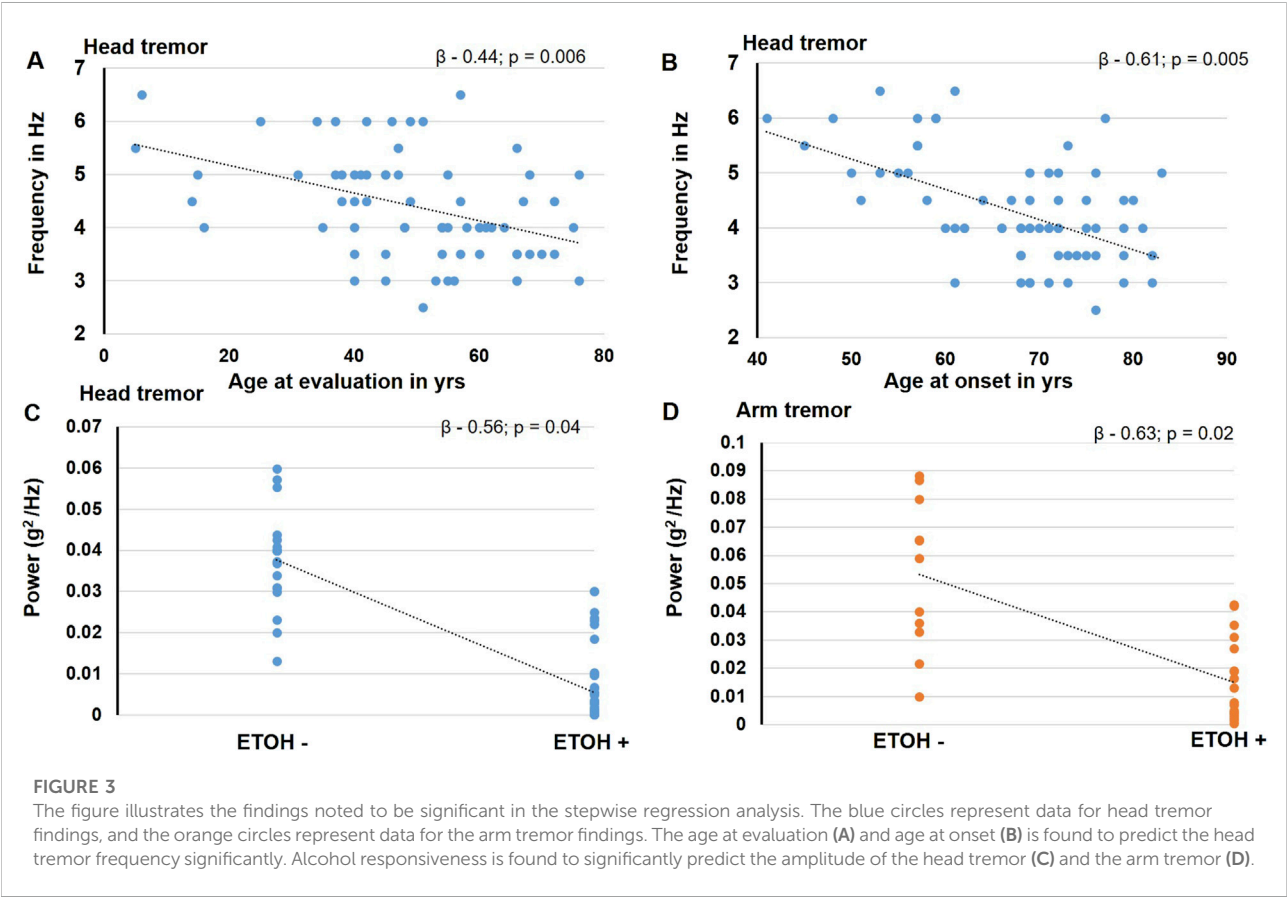 A
Head tremor
β - 0.44; p = 0.006
Frequency in Hz
7
6
5
4
3
2
0
20
40
60
80
Age at evaluation in yrs
B
Head tremor
β - 0.61; p = 0.005
Frequency in Hz
7
6
5
4
3
2
40
50
60
70
80
90
Age at onset in yrs
C
Head tremor
β - 0.56; p = 0.04
Power (g²/Hz)
0.07
0.06
0.05
0.04
0.03
0.02
0.01
0
ETOH -
ETOH +
D
Arm tremor
β - 0.63; p = 0.02
Power (g²/Hz)
0.1
0.09
0.08
0.07
0.06
0.05
0.04
0.03
0.02
0.01
0
ETOH -
ETOH +
FIGURE 3
The figure illustrates the findings noted to be significant in the stepwise regression analysis. The blue circles represent data for head tremor
findings, and the orange circles represent data for the arm tremor findings. The age at evaluation (A) and age at onset (B) is found to predict the head
tremor frequency significantly. Alcohol responsiveness is found to significantly predict the amplitude of the head tremor (C) and the arm tremor (D).